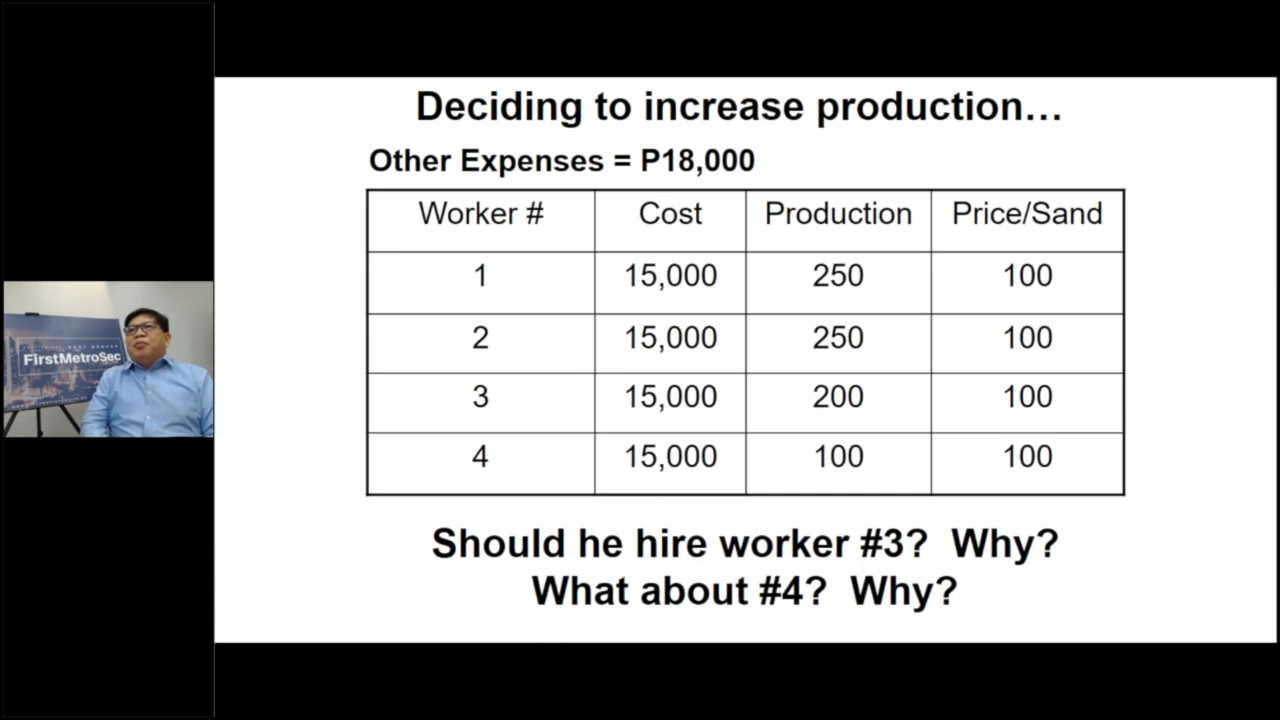 Deciding to increase production…
Other Expenses = P18,000
Worker # Cost Production Price/Sand
1 15,000 250 100
2 15,000 250 100
3 15,000 200 100
4 15,000 100 100
Should he hire worker #3? Why?
What about #4? Why?
FirstMetroSec